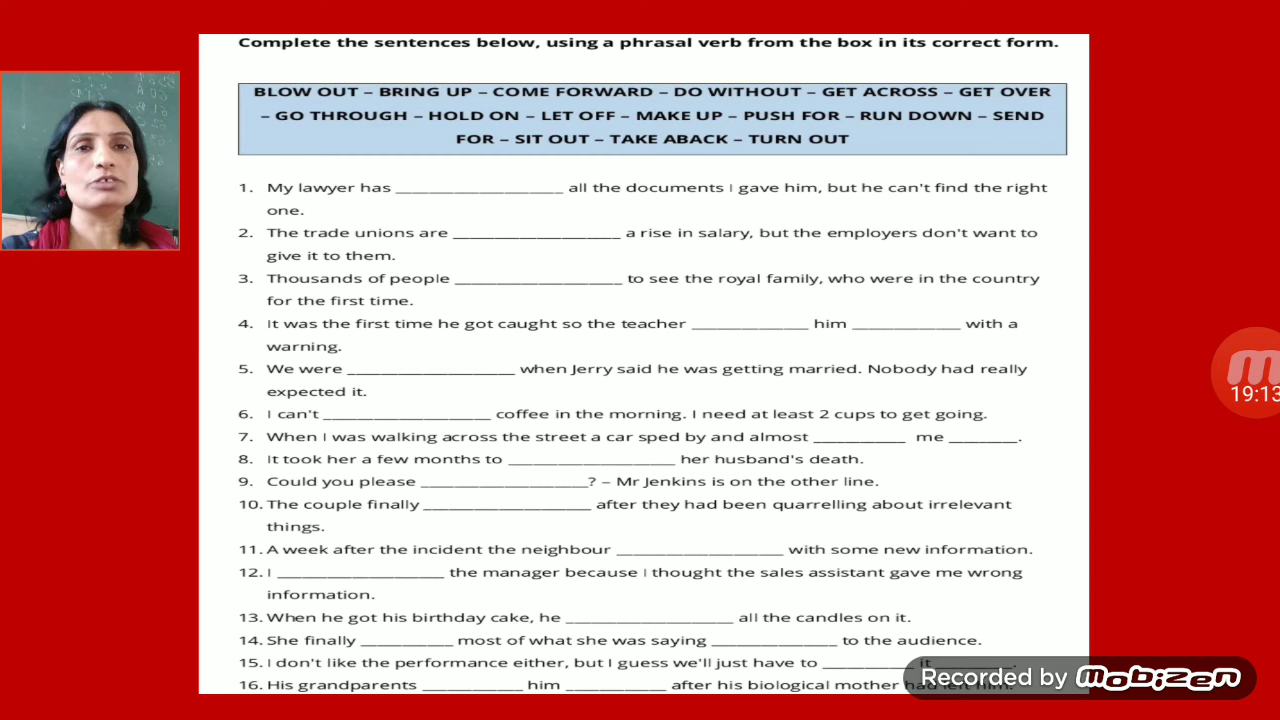 Complete the sentences below, using a phrasal verb from the box in its correct form.
BLOW OUT – BRING UP – COME FORWARD – DO WITHOUT – GET ACROSS – GET OVER
– GO THROUGH – HOLD ON – LET OFF – MAKE UP – PUSH FOR – RUN DOWN – SEND
FOR – SIT OUT – TAKE ABACK – TURN OUT
1. My lawyer has ____________________ all the documents I gave him, but he can't find the right
one.
2. The trade unions are ____________________ a rise in salary, but the employers don't want to
give it to them.
3. Thousands of people ____________________ to see the royal family, who were in the country
for the first time.
4. It was the first time he got caught so the teacher ______________ him _____________ with a
warning.
5. We were ____________________ when Jerry said he was getting married. Nobody had really
expected it.
6. I can't ____________________ coffee in the morning. I need at least 2 cups to get going.
7. When I was walking across the street a car sped by and almost ___________ me ________.
8. It took her a few months to ____________________ her husband's death.
9. Could you please ____________________? – Mr Jenkins is on the other line.
10. The couple finally ____________________ after they had been quarrelling about irrelevant
things.
11. A week after the incident the neighbour ____________________ with some new information.
12. I ____________________ the manager because I thought the sales assistant gave me wrong
information.
13. When he got his birthday cake, he ____________________ all the candles on it.
14. She finally ___________ most of what she was saying _______________ to the audience.
15. I don't like the performance either, but I guess we'll just have to ___________ it _________.
16. His grandparents ____________ him ____________ after his biological mother had left him.
19:13
Recorded by MOBIZEN